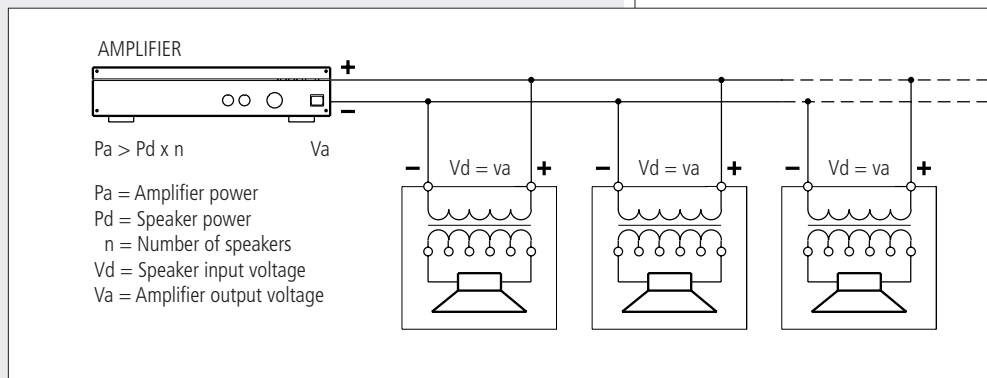 AMPLIFIER
+
−
Pa > Pd x n Va
Pa = Amplifier power
Pd = Speaker power
n = Number of speakers
Vd = Speaker input voltage
Va = Amplifier output voltage
− Vd = va +
− Vd = va +
− Vd = va +